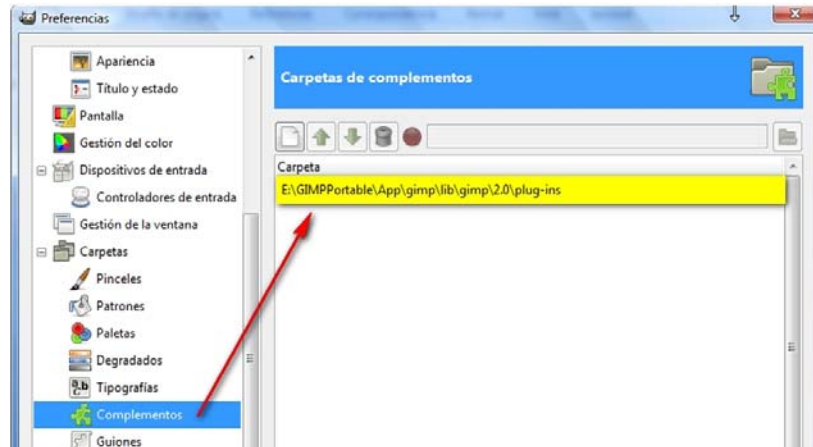 Preferencias
Apariencia
Título y estado
Pantalla
Gestión del color
Dispositivos de entrada
Controladores de entrada
Gestión de la ventana
Carpetas
Pinceles
Patrones
Paletas
Degradados
Tipografías
Complementos
Guiones
Carpetas de complementos
Carpeta
E:\GIMPPortable\App\gimp\lib\gimp\2.0\plug-ins